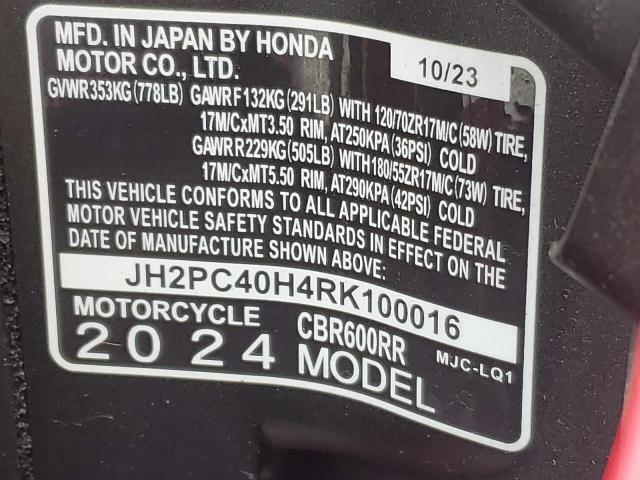 MFD. IN JAPAN BY HONDA
MOTOR CO., LTD. 10/23
GVWR353KG(778LB) GAWR F132KG(291LB) WITH 120/70ZR17M/C(58W) TIRE,
17M/CxMT3.50 RIM, AT250KPA(36PSI) COLD
GAWR R229KG(505LB) WITH180/55ZR17M/C(73W) TIRE,
17M/CxMT5.50 RIM, AT290KPA(42PSI) COLD
THIS VEHICLE CONFORMS TO ALL APPLICABLE FEDERAL
MOTOR VEHICLE SAFETY STANDARDS IN EFFECT ON THE
DATE OF MANUFACTURE SHOWN ABOVE:
JH2PC40H4RK100016
MOTORCYCLE CBR600RR MJC-LQ1
2024 MODEL